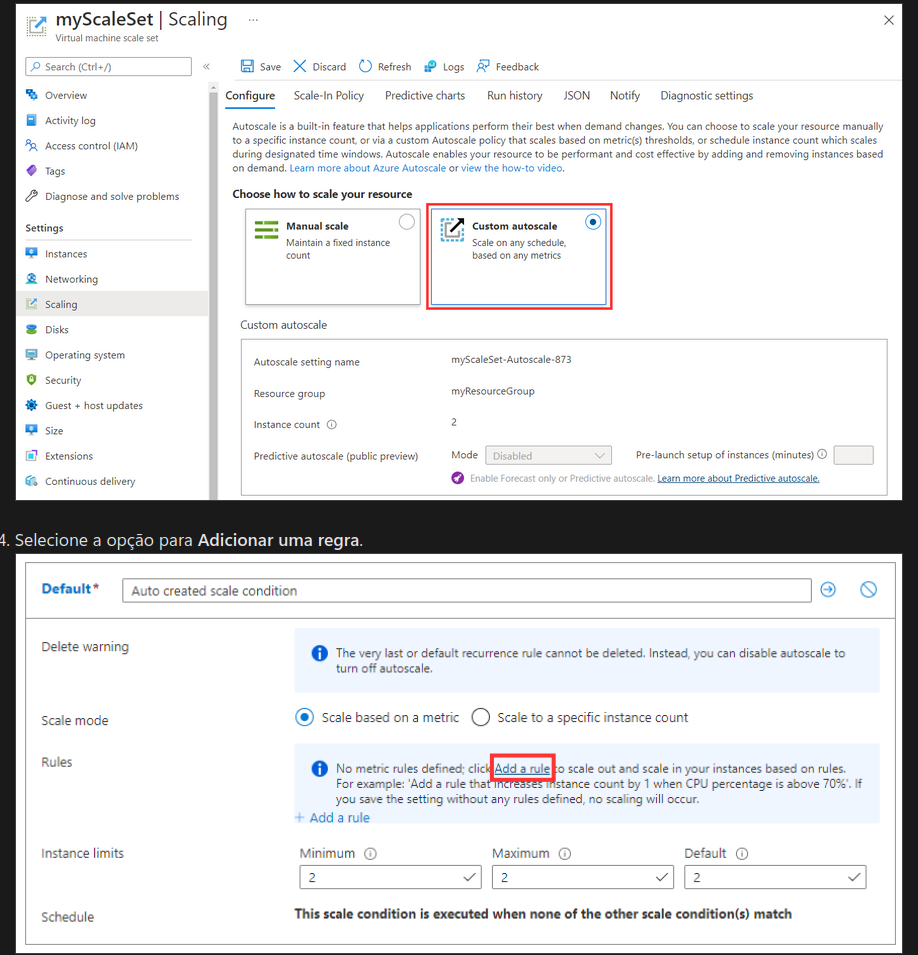 myScaleSet | Scaling ...
Virtual machine scale set
Search (Ctrl+/)
«
Save
Discard
Refresh
Logs
Feedback
Overview
Activity log
Access control (IAM)
Tags
Diagnose and solve problems
Settings
Instances
Networking
Scaling
Disks
Operating system
Security
Guest + host updates
Size
Extensions
Continuous delivery
Configure
Scale-In Policy
Predictive charts
Run history
JSON
Notify
Diagnostic settings
Autoscale is a built-in feature that helps applications perform their best when demand changes. You can choose to scale your resource manually
to a specific instance count, or via a custom Autoscale policy that scales based on metric(s) thresholds, or schedule instance count which scales
during designated time windows. Autoscale enables your resource to be performant and cost effective by adding and removing instances based
on demand. Learn more about Azure Autoscale or view the how-to video.
Choose how to scale your resource
Manual scale
Maintain a fixed instance
count
Custom autoscale
Scale on any schedule,
based on any metrics
Custom autoscale
Autoscale setting name
myScaleSet-Autoscale-873
Resource group
myResourceGroup
Instance count
2
Predictive autoscale (public preview)
Mode
Disabled
Pre-launch setup of instances (minutes)
Enable Forecast only or Predictive autoscale. Learn more about Predictive autoscale.
4. Selecione a opção para Adicionar uma regra.
Default*
Auto created scale condition
Delete warning
The very last or default recurrence rule cannot be deleted. Instead, you can disable autoscale to
turn off autoscale.
Scale mode
Scale based on a metric
Scale to a specific instance count
Rules
No metric rules defined; click Add a rule to scale out and scale in your instances based on rules.
For example: 'Add a rule that increases instance count by 1 when CPU percentage is above 70%'. If
you save the setting without any rules defined, no scaling will occur.
+ Add a rule
Instance limits
Minimum
2
Maximum
2
Default
2
Schedule
This scale condition is executed when none of the other scale condition(s) match